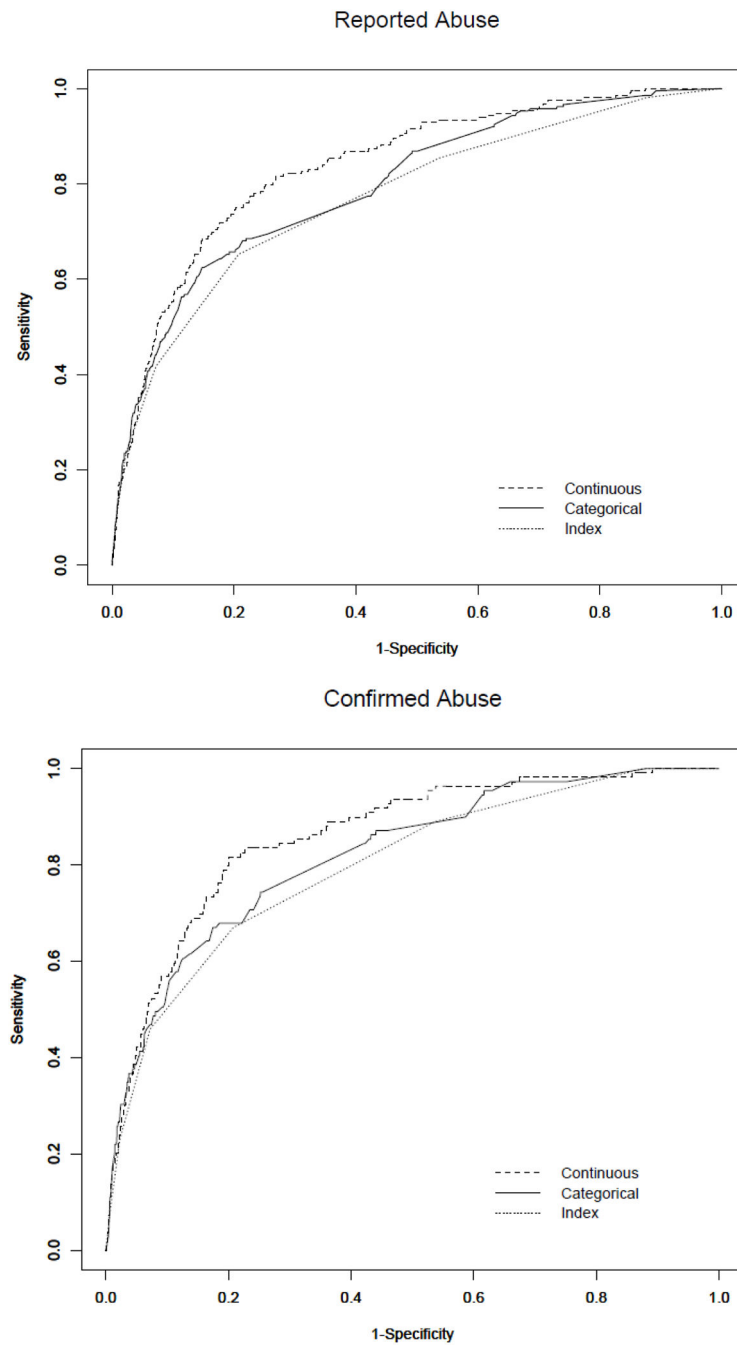 Reported Abuse
1.0
0.8
0.6
0.4
0.2
0.0
Sensitivity
Continuous
Categorical
Index
0.0 0.2 0.4 0.6 0.8 1.0
1-Specificity
Confirmed Abuse
1.0
0.8
0.6
0.4
0.2
0.0
Sensitivity
Continuous
Categorical
Index
0.0 0.2 0.4 0.6 0.8 1.0
1-Specificity